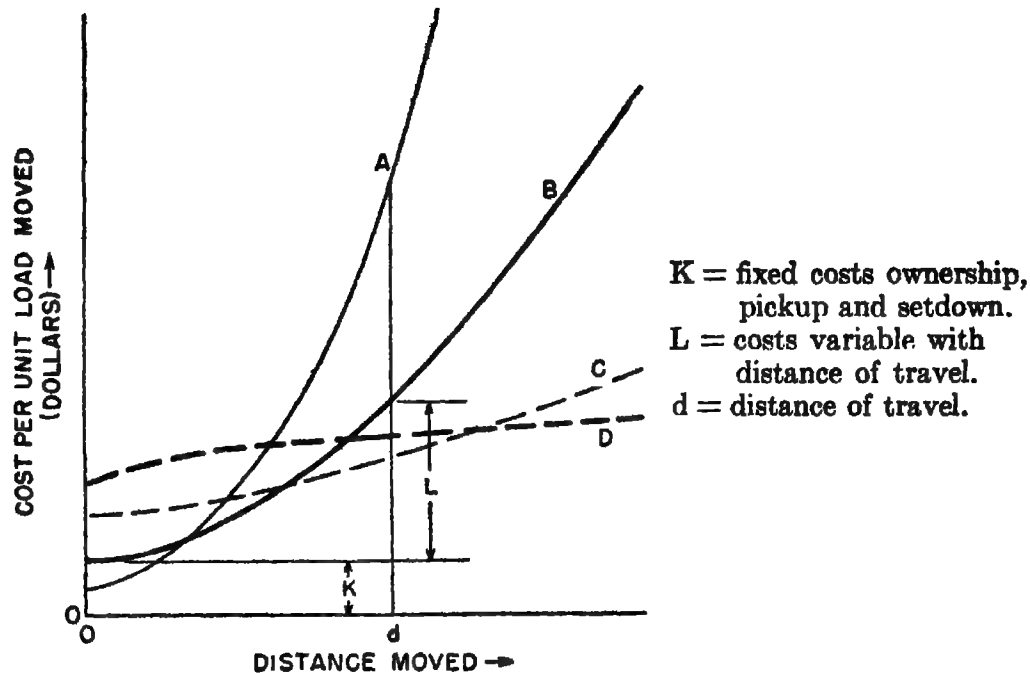 COST PER UNIT LOAD MOVED
(DOLLARS)→
A
B
C
D
L
K
K = fixed costs ownership,
pickup and setdown.
L = costs variable with
distance of travel.
d = distance of travel.
O
O
d
DISTANCE MOVED →